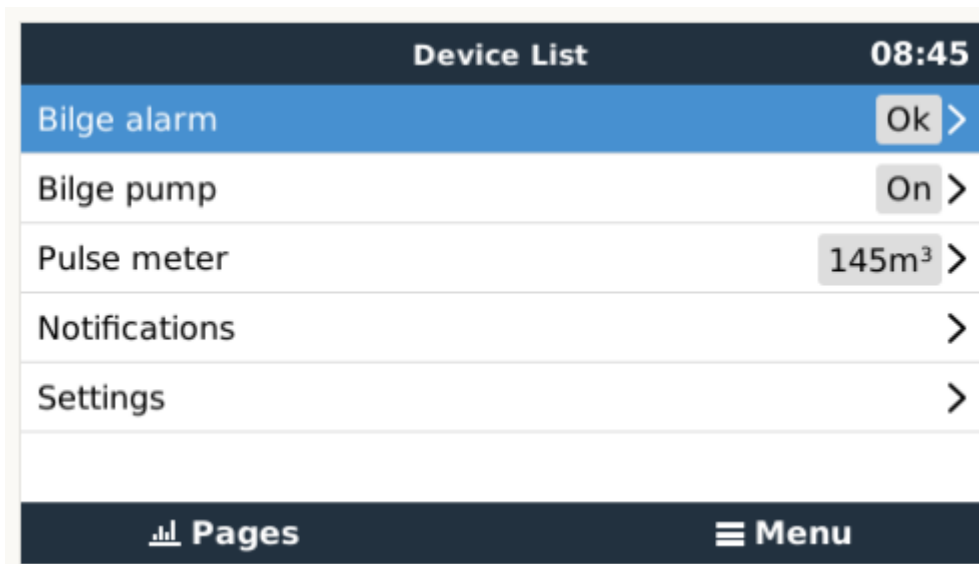 Device List 08:45
Bilge alarm Ok
Bilge pump On
Pulse meter 145m³
Notifications
Settings
Pages Menu